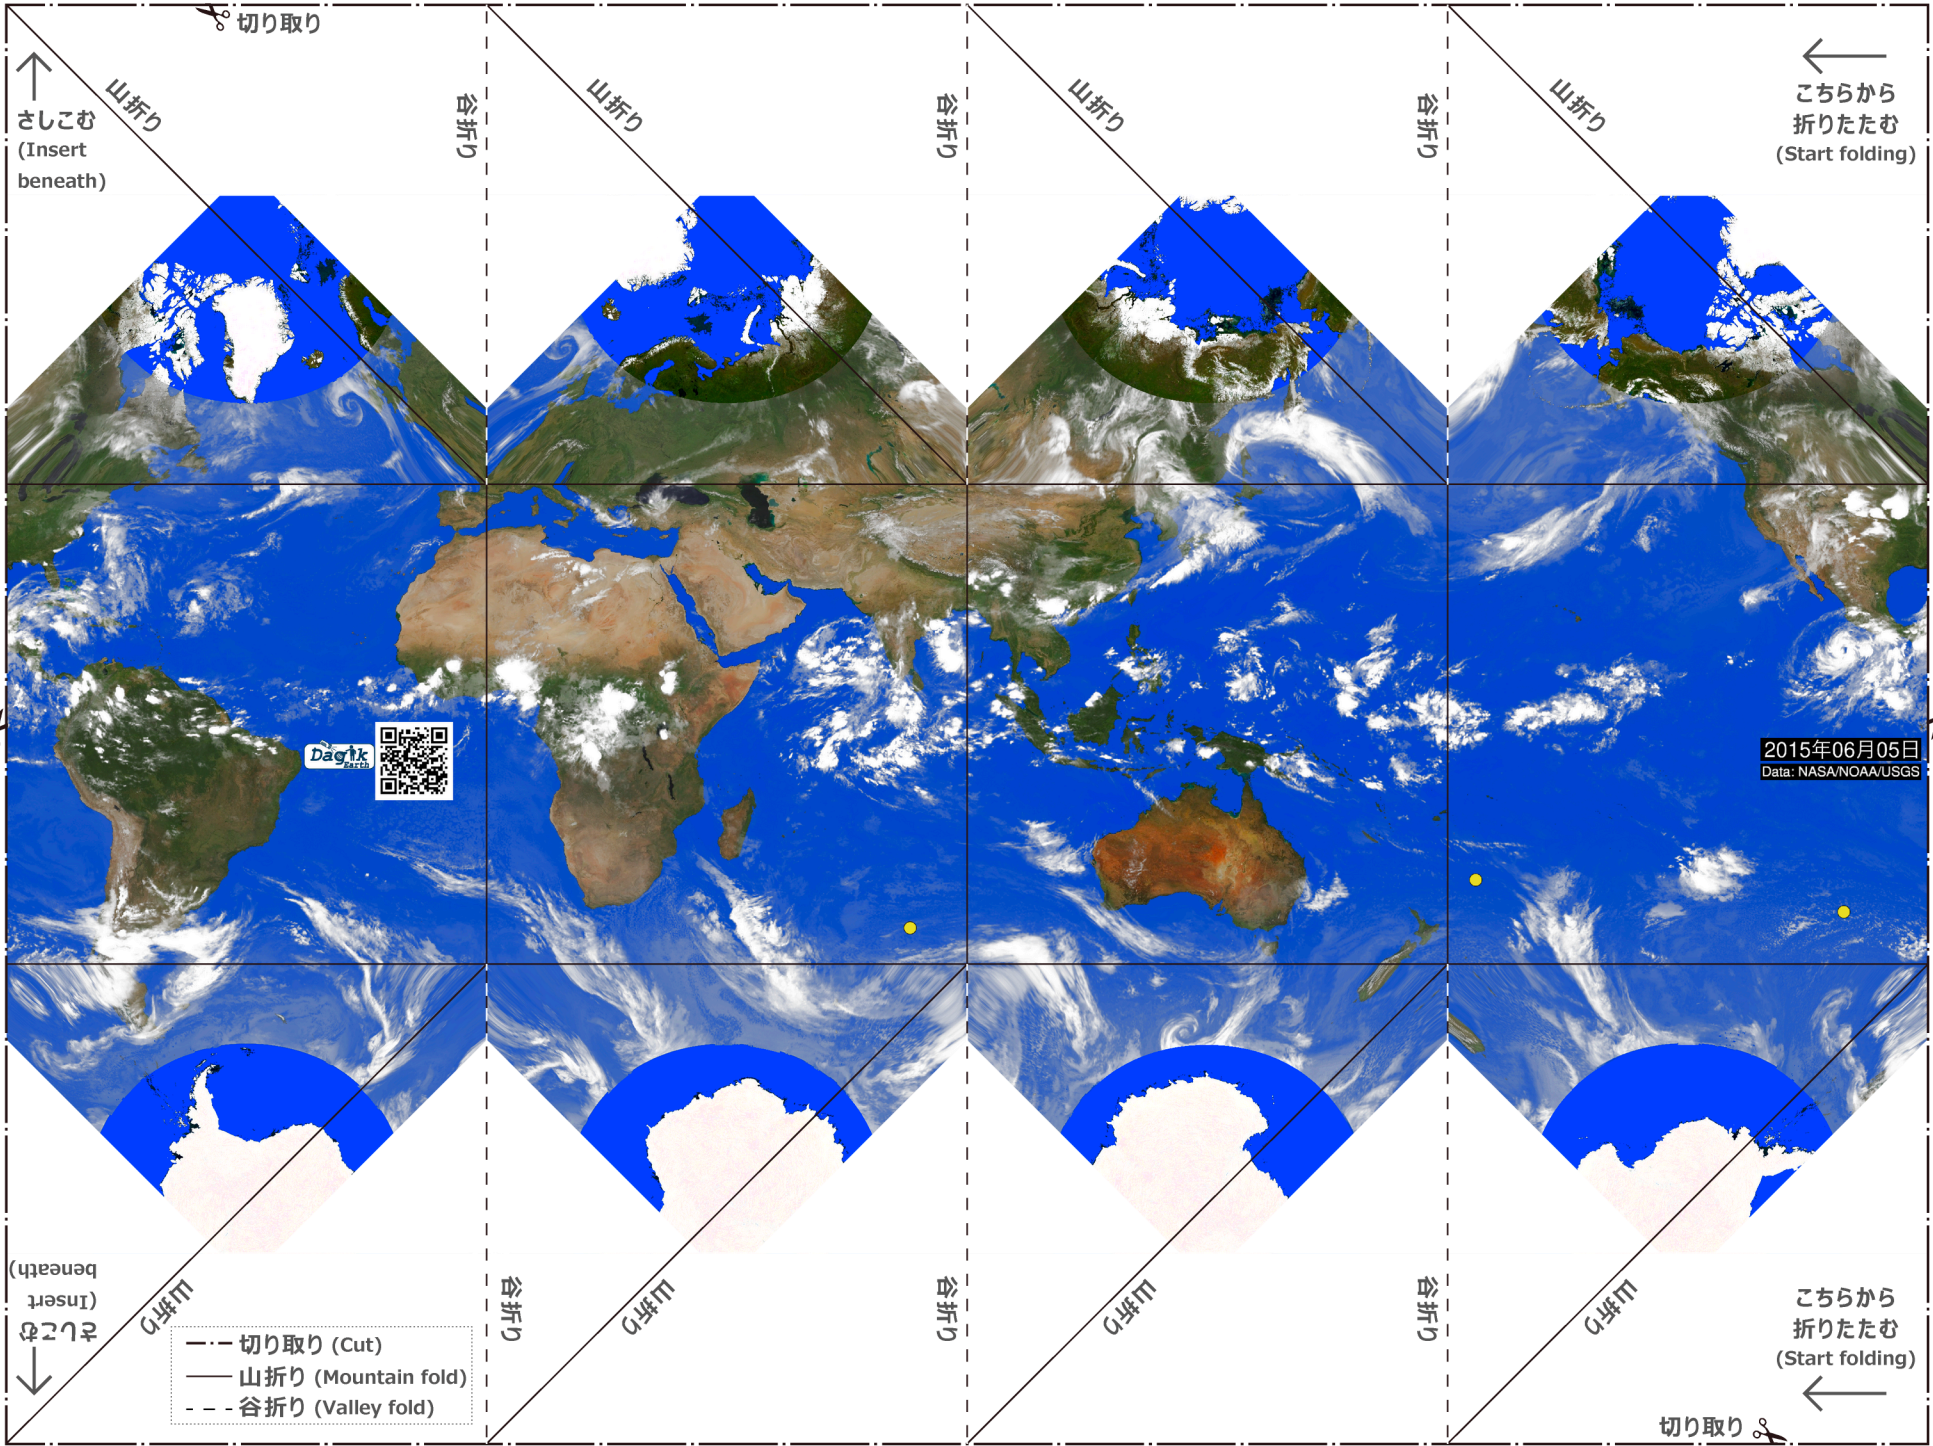 切り取り
山折り
谷折り
山折り
谷折り
山折り
谷折り
山折り
こちらから
折りたたむ
(Start folding)
さしこむ
(Insert
beneath)
Dagik
Earth
2015年06月05日
Data: NASA/NOAA/USGS
さしこむ
(Insert
beneath)
山折り
谷折り
山折り
谷折り
山折り
谷折り
山折り
こちらから
折りたたむ
(Start folding)
切り取り (Cut)
山折り (Mountain fold)
谷折り (Valley fold)
切り取り